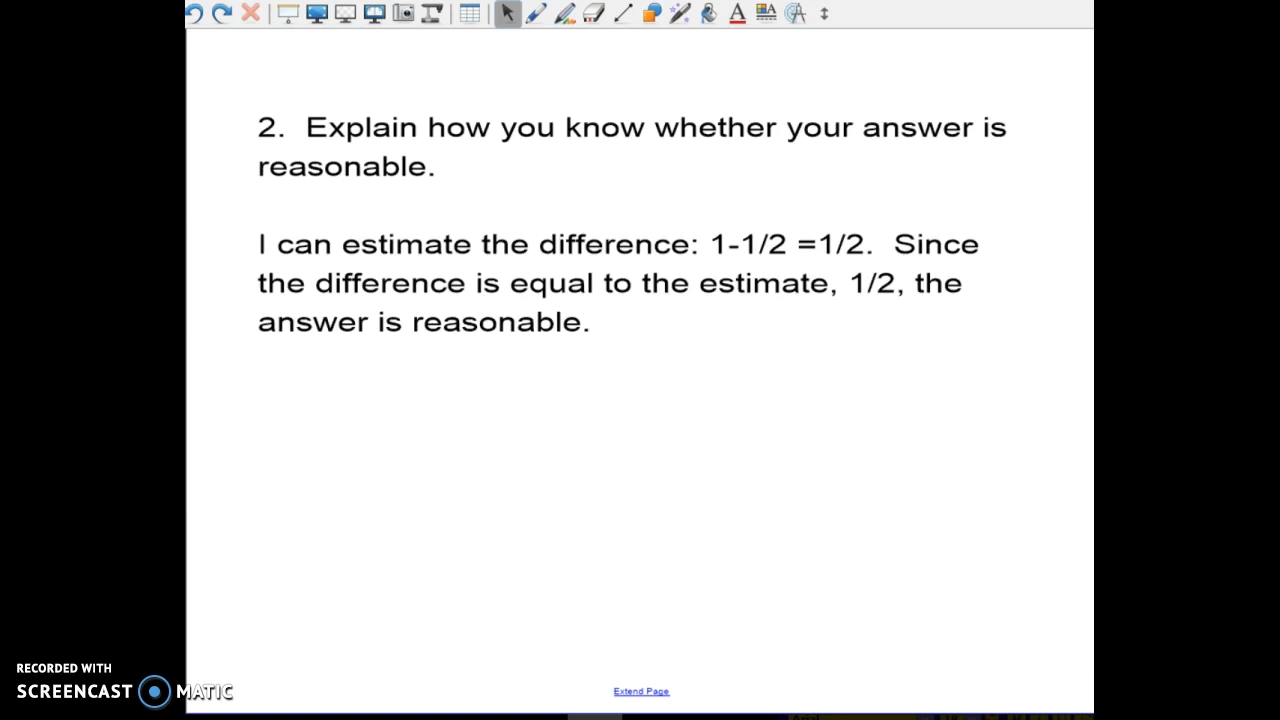 2. Explain how you know whether your answer is
reasonable.
I can estimate the difference: 1-1/2 =1/2. Since
the difference is equal to the estimate, 1/2, the
answer is reasonable.
Extend Page
RECORDED WITH
SCREENCAST MATIC